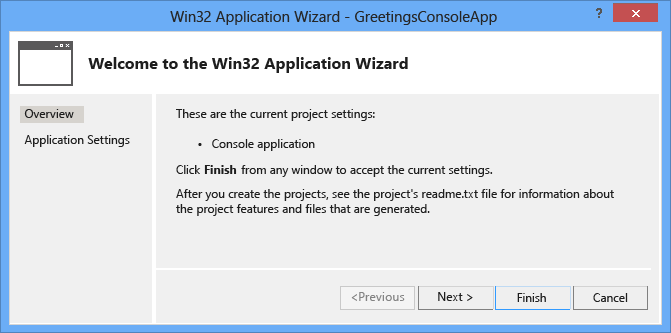 Win32 Application Wizard - GreetingsConsoleApp
?
Welcome to the Win32 Application Wizard
Overview
Application Settings
These are the current project settings:
• Console application
Click Finish from any window to accept the current settings.
After you create the projects, see the project's readme.txt file for information about
the project features and files that are generated.
<Previous
Next >
Finish
Cancel